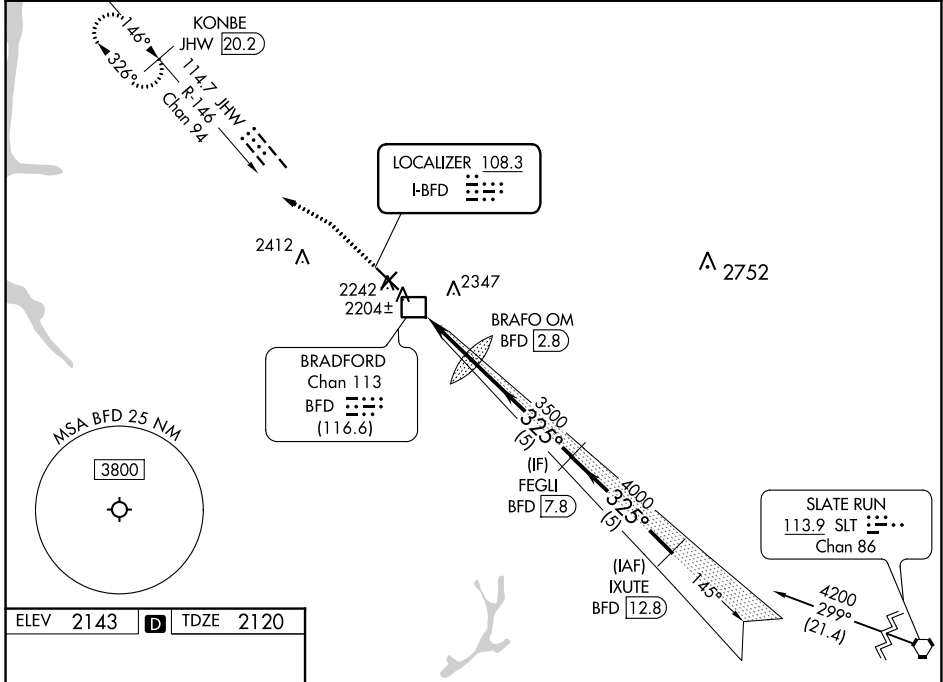 KONBE
JHW 20.2
146°
326°
114.7 JHW
R-146
Chan 94
LOCALIZER 108.3
I-BFD
2412
2242
2204±
2347
2752
BRAFO OM
BFD 2.8
BRADFORD
Chan 113
BFD
(116.6)
3500
325°
(5)
(IF)
FEGLI
BFD 7.8
4000
325°
(5)
(IAF)
IXUTE
BFD 12.8
145°
MSA BFD 25 NM
3800
SLATE RUN
113.9 SLT
Chan 86
4200
299°
(21.4)
ELEV 2143 D TDZE 2120